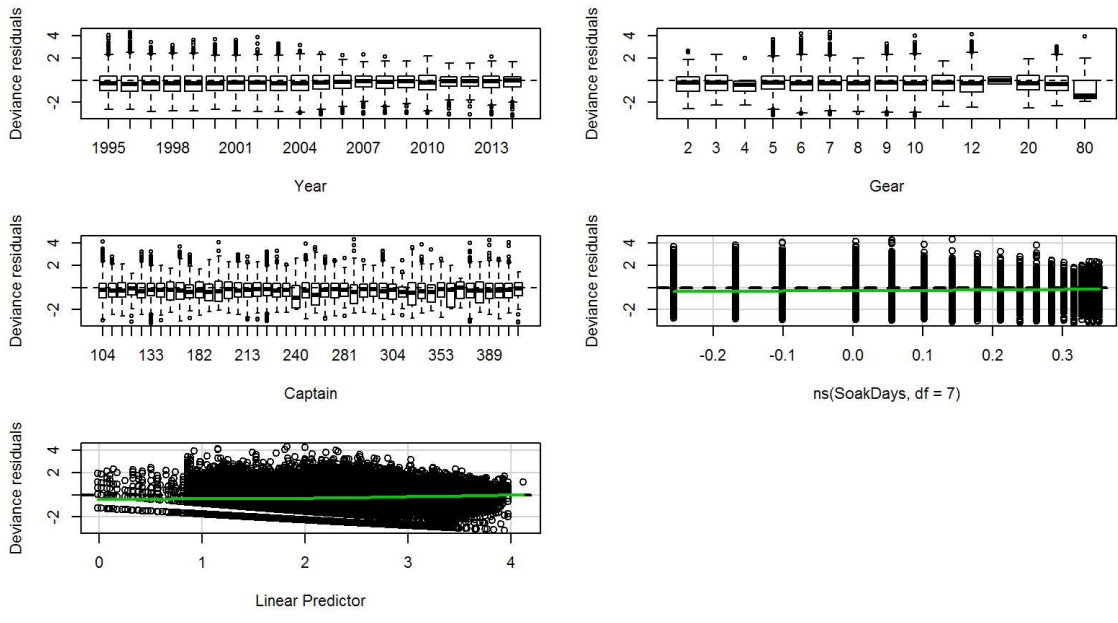 Deviance residuals
4
2
-2
1995 1998 2001 2004 2007 2010 2013
Year
Deviance residuals
4
2
-2
2 3 4 5 6 7 8 9 10 12 20 80
Gear
Deviance residuals
4
2
-2
104 133 182 213 240 281 304 353 389
Captain
Deviance residuals
4
2
-2
-0.2 -0.1 0.0 0.1 0.2 0.3
ns(SoakDays, df = 7)
Deviance residuals
4
2
-2
0 1 2 3 4
Linear Predictor